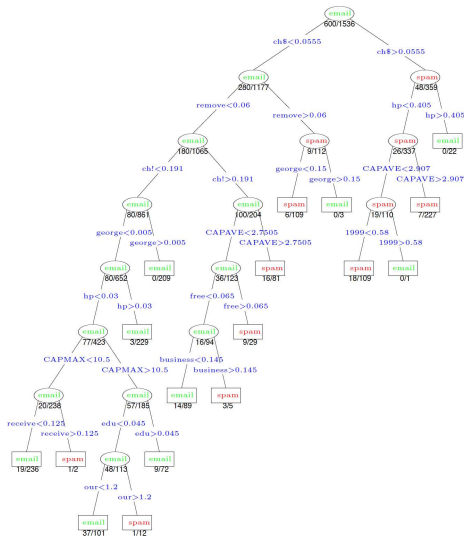 email
600/1536
ch$<0.0555
ch$>0.0555
email
280/1177
spam
48/359
remove<0.06
remove>0.06
hp<0.405
hp>0.405
email
180/1065
spam
9/112
spam
26/337
email
0/22
ch!<0.191
ch!>0.191
george<0.15
george>0.15
CAPAVE<2.907
CAPAVE>2.907
email
80/861
email
100/204
spam
6/109
email
0/3
spam
19/110
spam
7/227
george<0.005
george>0.005
CAPAVE<2.7505
CAPAVE>2.7505
1999<0.58
1999>0.58
email
80/652
email
0/209
email
36/123
spam
16/81
spam
18/109
email
0/1
hp<0.03
hp>0.03
free<0.065
free>0.065
email
77/423
email
3/229
email
16/94
spam
9/29
CAPMAX<10.5
CAPMAX>10.5
business<0.145
business>0.145
email
20/238
email
57/185
email
14/89
spam
3/5
receive<0.125
receive>0.125
edu<0.045
edu>0.045
email
19/236
spam
1/2
email
48/113
email
9/72
our<1.2
our>1.2
email
37/101
spam
1/12